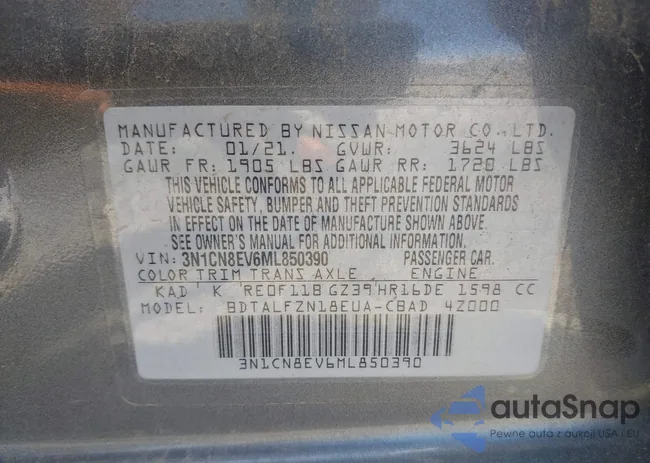 MANUFACTURED BY NISSAN MOTOR CO., LTD.
DATE: 01/21. GVWR: 3624 LBS
GAWR FR: 1905 LBS GAWR RR: 1720 LBS
THIS VEHICLE CONFORMS TO ALL APPLICABLE FEDERAL MOTOR
VEHICLE SAFETY, BUMPER AND THEFT PREVENTION STANDARDS
IN EFFECT ON THE DATE OF MANUFACTURE SHOWN ABOVE.
SEE OWNER'S MANUAL FOR ADDITIONAL INFORMATION.
VIN: 3N1CN8EV6ML850390 PASSENGER CAR.
COLOR TRIM TRANS AXLE ENGINE
KAD K RE0F11B GZ39 HR16DE 1598 CC
MODEL: BDTALFZN18EUA-CBAD 4Z000
3N1CN8EV6ML850390
autaSnap
Pewne auta z aukcji USA i EU